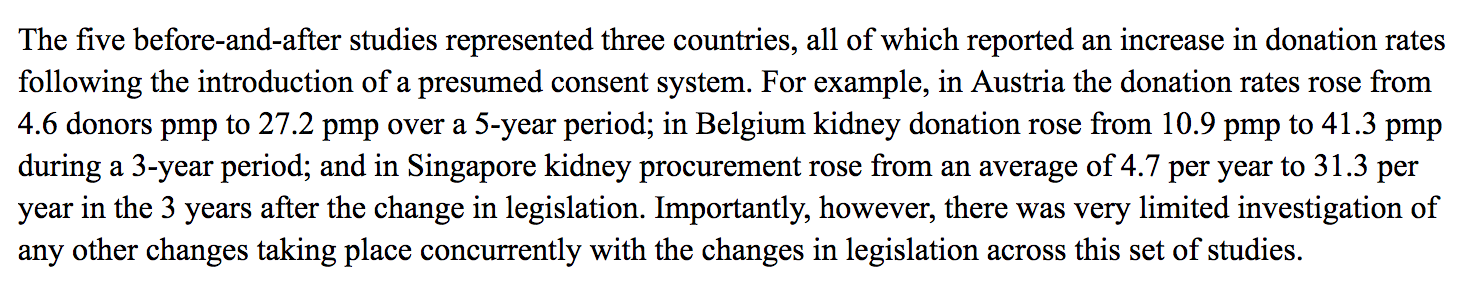 The five before-and-after studies represented three countries, all of which reported an increase in donation rates
following the introduction of a presumed consent system. For example, in Austria the donation rates rose from
4.6 donors pmp to 27.2 pmp over a 5-year period; in Belgium kidney donation rose from 10.9 pmp to 41.3 pmp
during a 3-year period; and in Singapore kidney procurement rose from an average of 4.7 per year to 31.3 per
year in the 3 years after the change in legislation. Importantly, however, there was very limited investigation of
any other changes taking place concurrently with the changes in legislation across this set of studies.